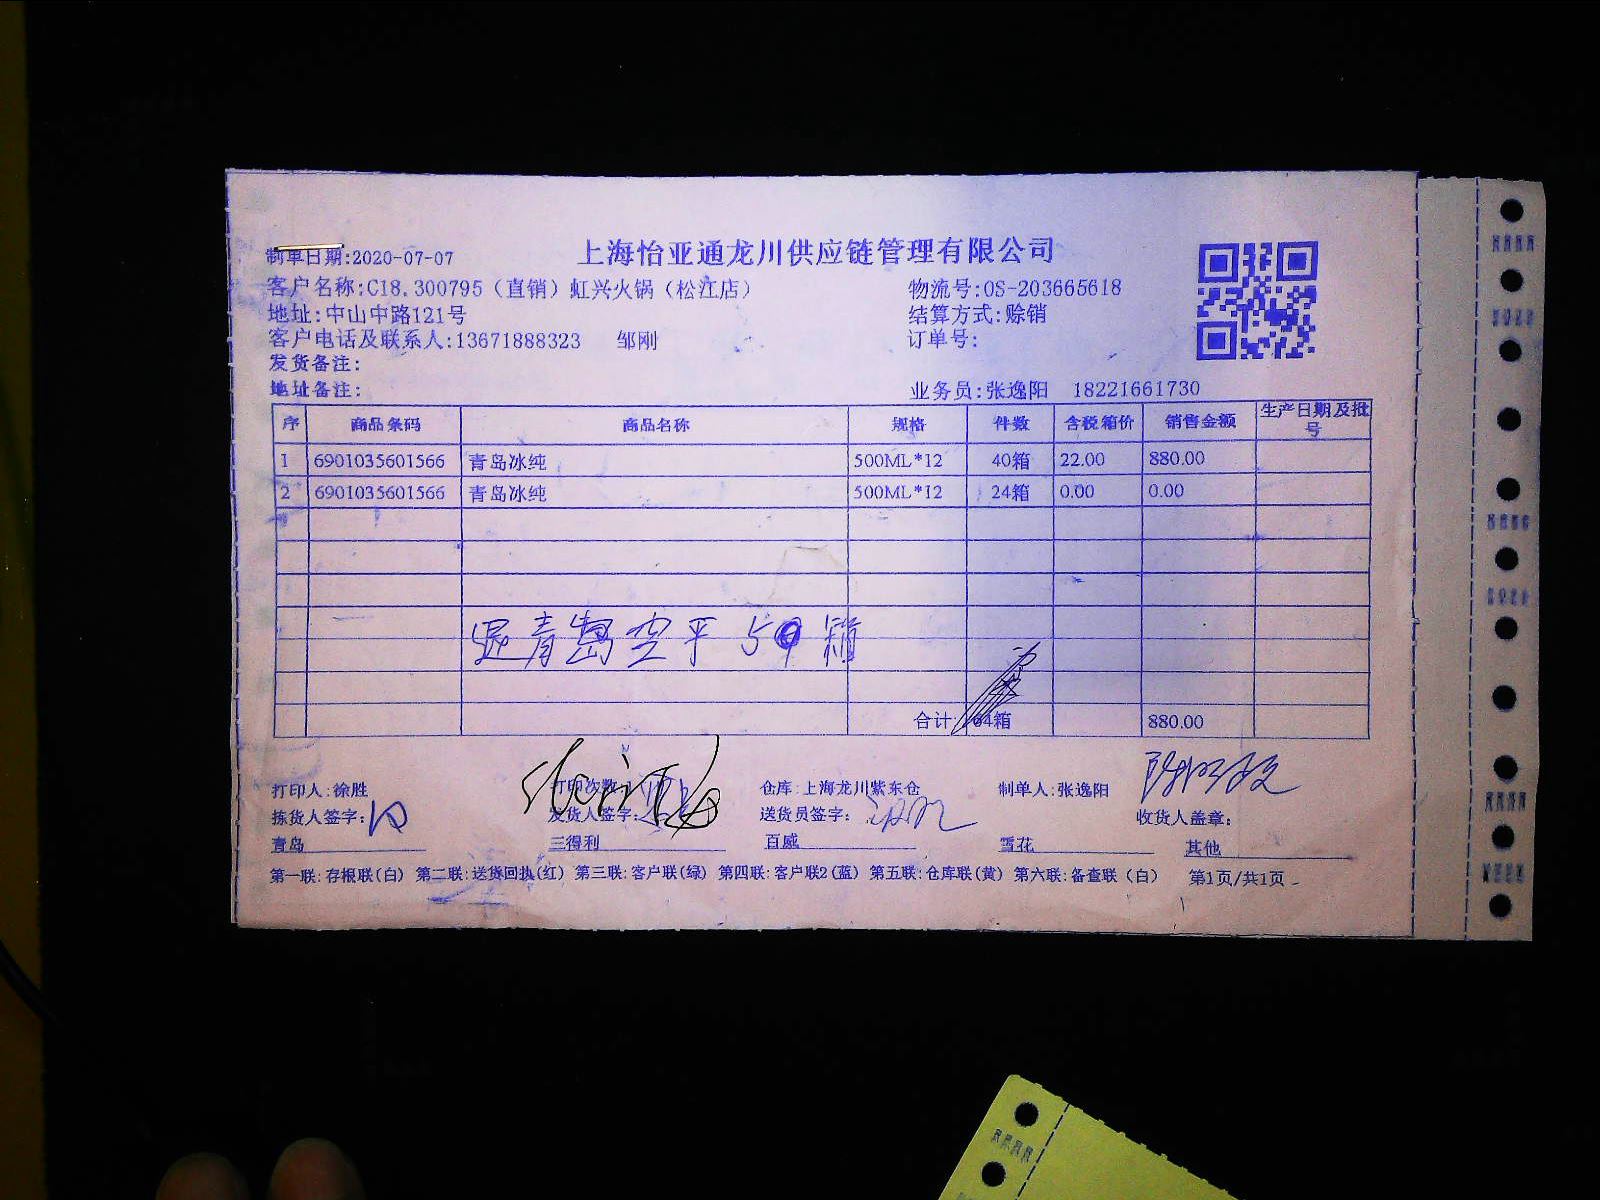 上海怡亚通龙川供应链管理有限公司
制单日期:2020-07-07
客户名称:C18.300795（直销）虹兴火锅（松江店） 物流号:OS-203665618
地址:中山中路121号 结算方式:赊销
客户电话及联系人:13671888323 邹刚 订单号:
发货备注:
地址备注: 业务员:张逸阳 18221661730
序 商品条码 商品名称 规格 件数 含税箱价 销售金额 生产日期及批号
1 6901035601566 青岛冰纯 500ML*12 40箱 22.00 880.00
2 6901035601566 青岛冰纯 500ML*12 24箱 0.00 0.00
退青岛空平 箱
合计: 64箱 880.00
打印人:徐胜 打印次数: 仓库:上海龙川紫东仓 制单人:张逸阳
拣货人签字: 发货人签字: 送货员签字: 收货人盖章:
青岛 三得利 百威 雪花 其他
第一联:存根联(白) 第二联:送货回执(红) 第三联:客户联(绿) 第四联:客户联2(蓝) 第五联:仓库联(黄) 第六联:备查联（白） 第1页/共1页